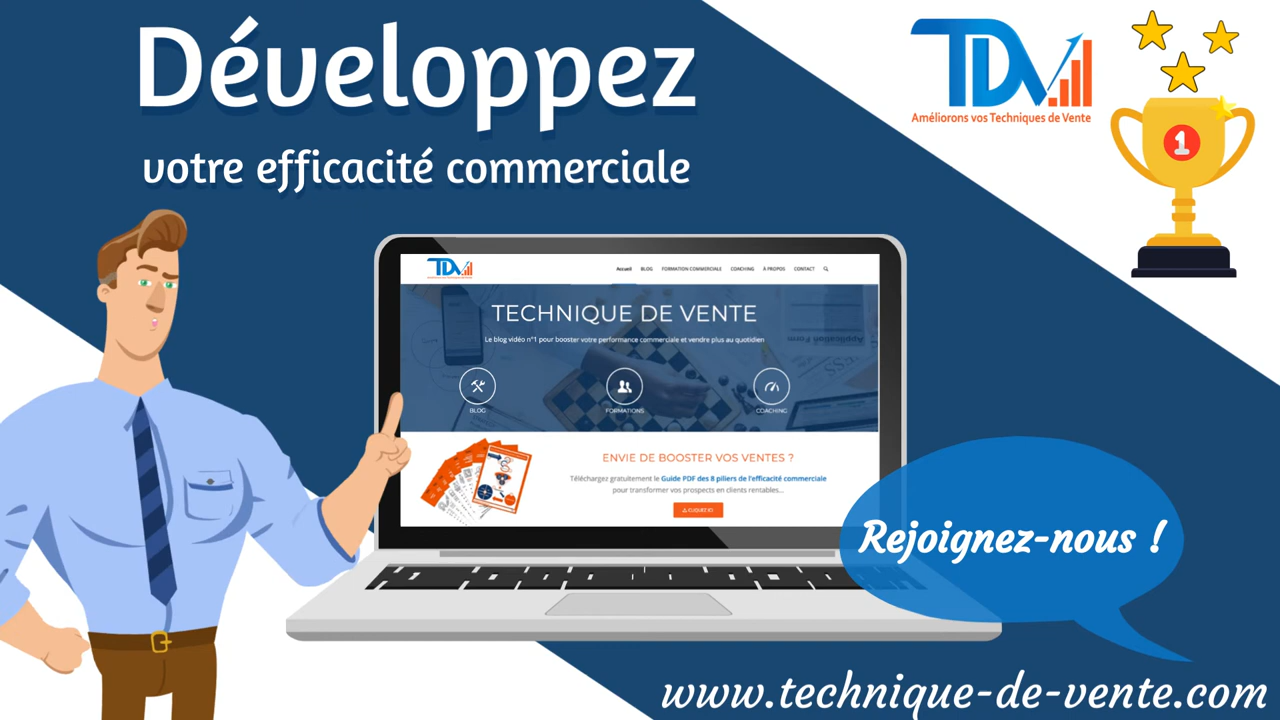 Développez
votre efficacité commerciale
TDV
Améliorons vos Techniques de Vente
1
TDV
Accueil BLOG FORMATION COMMERCIALE COACHING À PROPOS CONTACT
TECHNIQUE DE VENTE
Le blog vidéo n°1 pour booster votre performance commerciale et vendre plus au quotidien
BLOG FORMATIONS COACHING
ENVIE DE BOOSTER VOS VENTES ?
Téléchargez gratuitement le Guide PDF des 8 piliers de l'efficacité commerciale
pour transformer vos prospects en clients rentables...
CLIQUEZ ICI
Rejoignez-nous !
www.technique-de-vente.com